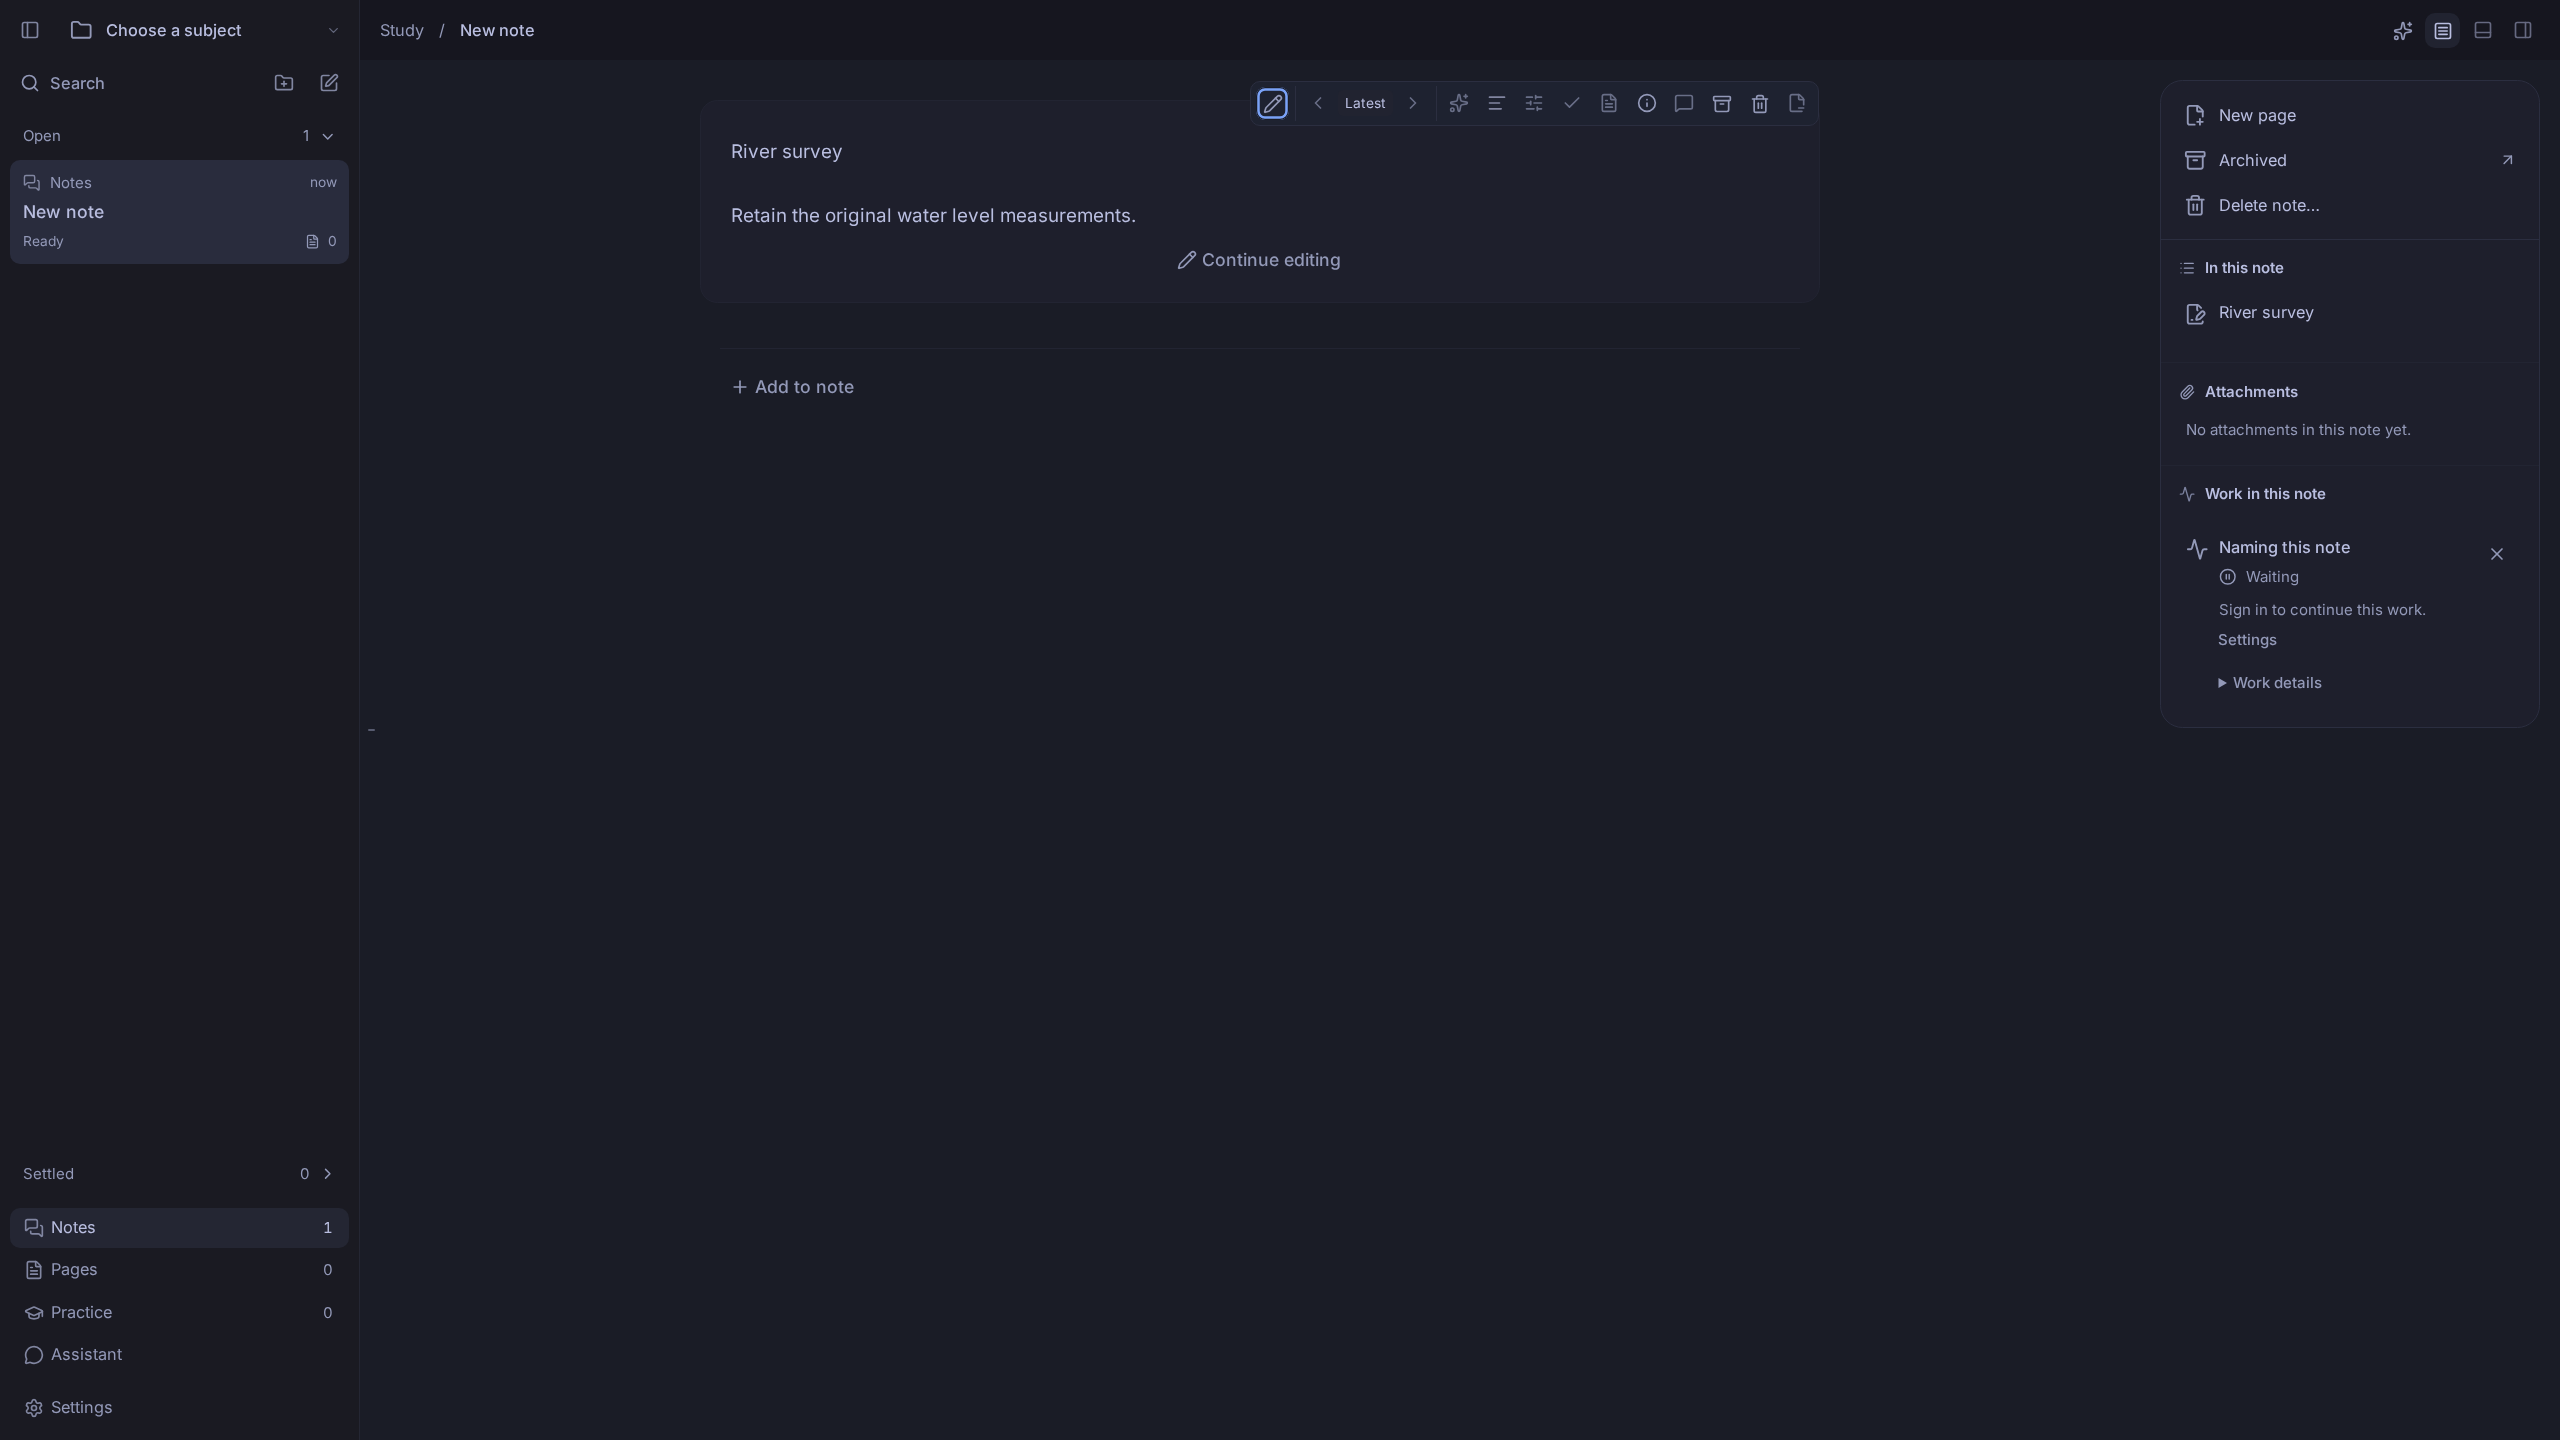 Choose a subject
Study / New note
Search
Open 1
Notes now
New note
Ready 0
Latest
River survey
Retain the original water level measurements.
Continue editing
Add to note
New page
Archived
Delete note...
In this note
River survey
Attachments
No attachments in this note yet.
Work in this note
Naming this note
Waiting
Sign in to continue this work.
Settings
Work details
Settled 0
Notes 1
Pages 0
Practice 0
Assistant
Settings